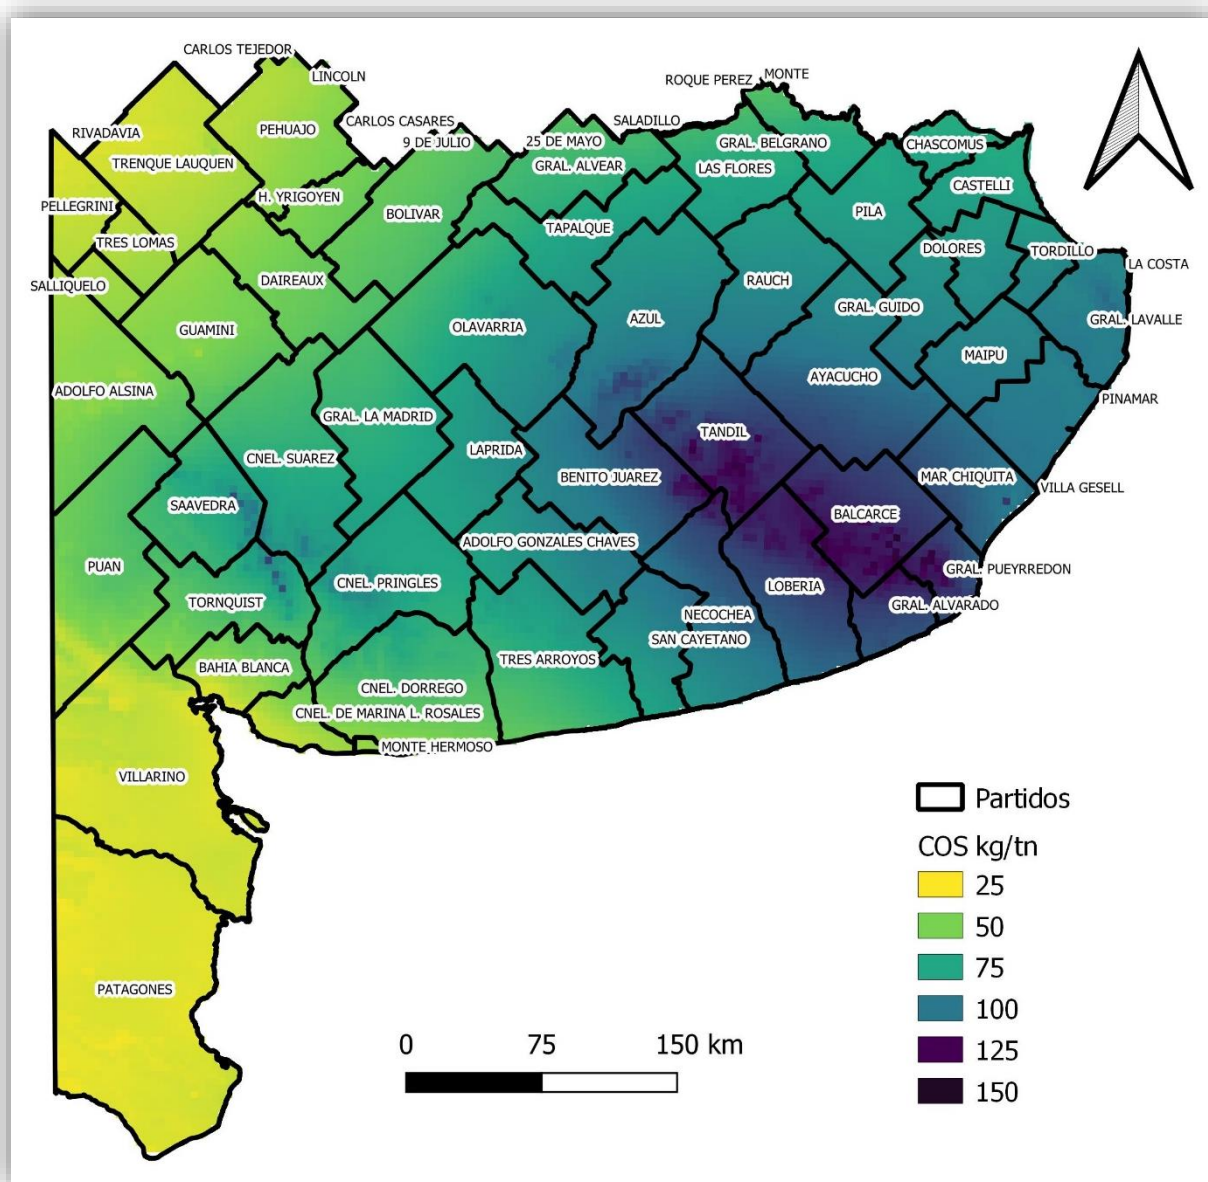 CARLOS TEJEDOR
LINCOLN
ROQUE PEREZ
MONTE
RIVADAVIA
PEHUAJO
CARLOS CASARES
SALADILLO
9 DE JULIO
25 DE MAYO
GRAL. BELGRANO
CHASCOMUS
TRENQUE LAUQUEN
GRAL. ALVEAR
LAS FLORES
CASTELLI
PELLEGRINI
H. YRIGOYEN
BOLIVAR
PILA
TAPALQUE
TRES LOMAS
DOLORES
TORDILLO
LA COSTA
SALLIQUELO
DAIREAUX
RAUCH
GRAL. GUIDO
GUAMINI
OLAVARRIA
AZUL
GRAL. LAVALLE
MAIPU
ADOLFO ALSINA
AYACUCHO
PINAMAR
GRAL. LA MADRID
TANDIL
CNEL. SUAREZ
LAPRIDA
BENITO JUAREZ
MAR CHIQUITA
VILLA GESELL
SAAVEDRA
BALCARCE
ADOLFO GONZALES CHAVES
PUAN
CNEL. PRINGLES
GRAL. PUEYRREDON
LOBERIA
TORNQUIST
GRAL. ALVARADO
NECOCHEA
SAN CAYETANO
BAHIA BLANCA
TRES ARROYOS
CNEL. DORREGO
CNEL. DE MARINA L. ROSALES
MONTE HERMOSO
VILLARINO
PATAGONES
Partidos
COS kg/tn
25
50
75
100
125
150
0 75 150 km